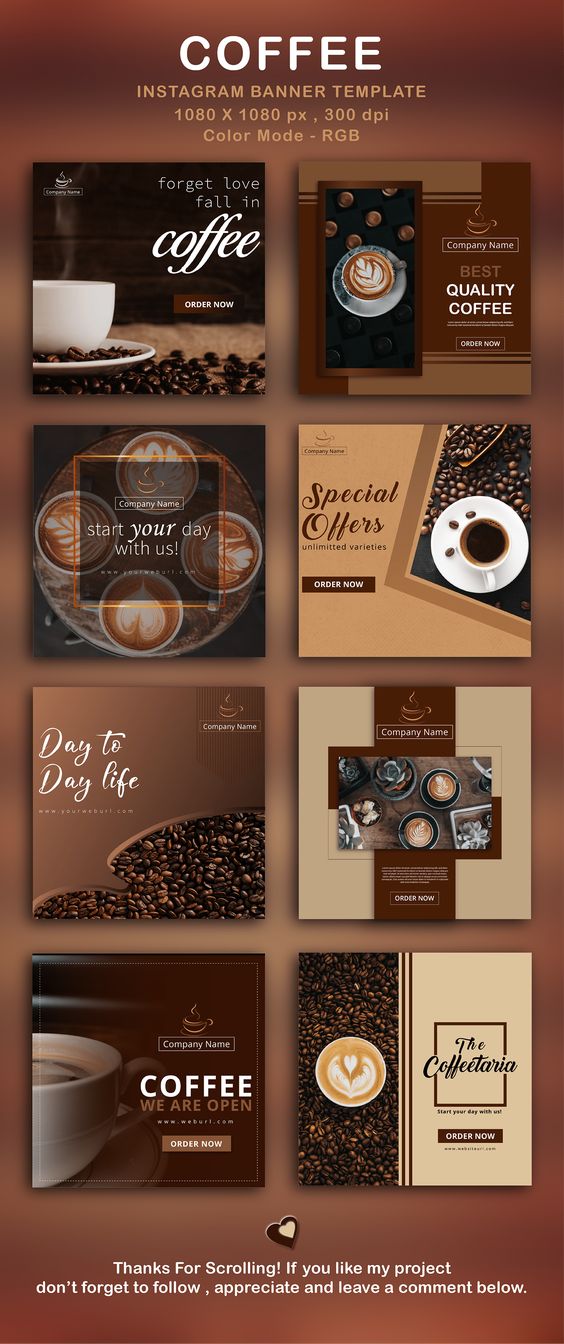 COFFEE
INSTAGRAM BANNER TEMPLATE
1080 X 1080 px , 300 dpi
Color Mode - RGB
Company Name
forget love
fall in
coffee
ORDER NOW
Company Name
BEST
QUALITY
COFFEE
ORDER NOW
Company Name
start your day
with us!
www.yourweburl.com
Company Name
Special
Offers
unlimitted varieties
ORDER NOW
Company Name
Day to
Day life
www.yourweburl.com
Company Name
ORDER NOW
Company Name
COFFEE
WE ARE OPEN
www.weburl.com
ORDER NOW
The
Coffeetaria
Start your day with us!
ORDER NOW
www.websiteurl.com
Thanks For Scrolling! If you like my project
don't forget to follow , appreciate and leave a comment below.